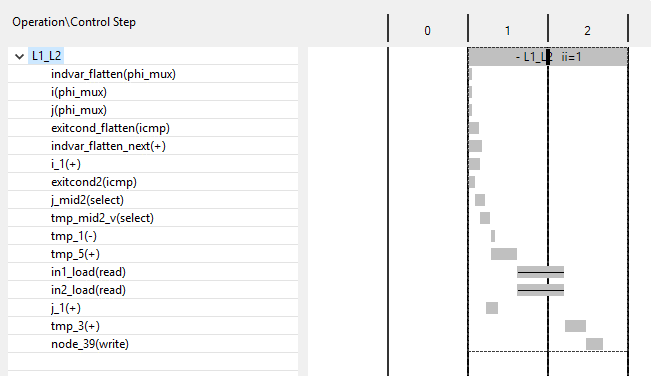 Operation\Control Step
0 1 2
L1_L2
- L1_L2 ii=1
indvar_flatten(phi_mux)
i(phi_mux)
j(phi_mux)
exitcond_flatten(icmp)
indvar_flatten_next(+)
i_1(+)
exitcond2(icmp)
j_mid2(select)
tmp_mid2_v(select)
tmp_1(-)
tmp_5(+)
in1_load(read)
in2_load(read)
j_1(+)
tmp_3(+)
node_39(write)